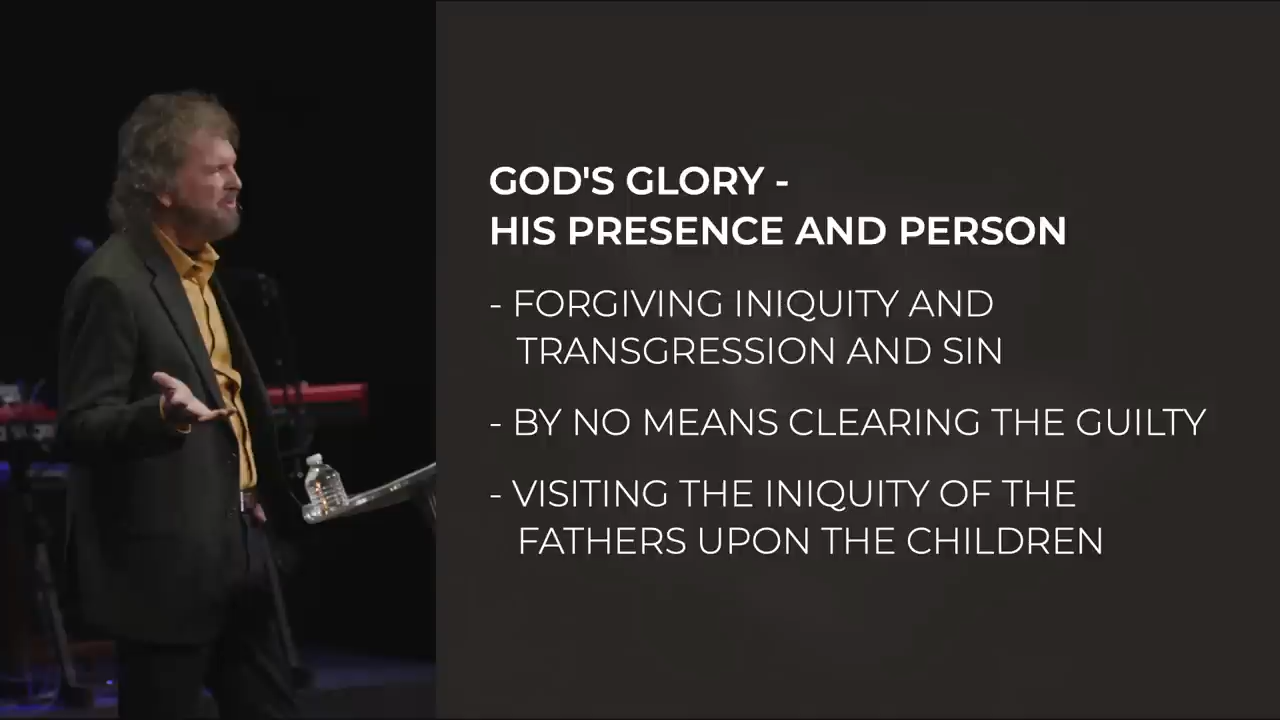 GOD'S GLORY -
HIS PRESENCE AND PERSON
- FORGIVING INIQUITY AND
TRANSGRESSION AND SIN
- BY NO MEANS CLEARING THE GUILTY
- VISITING THE INIQUITY OF THE
FATHERS UPON THE CHILDREN